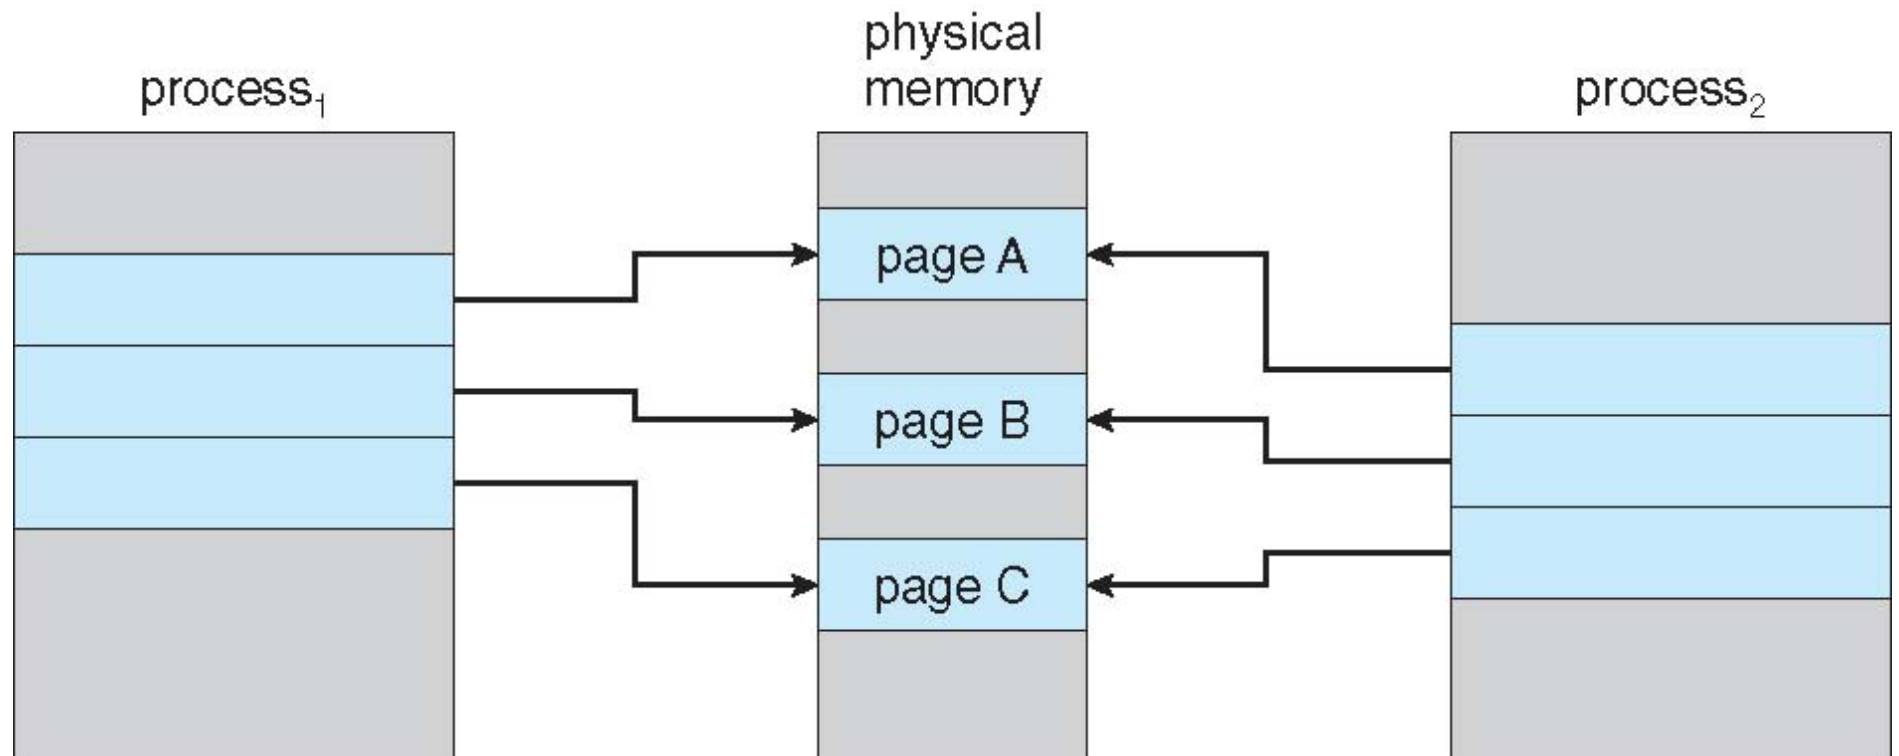 process₁
physical
memory
process₂
page A
page B
page C